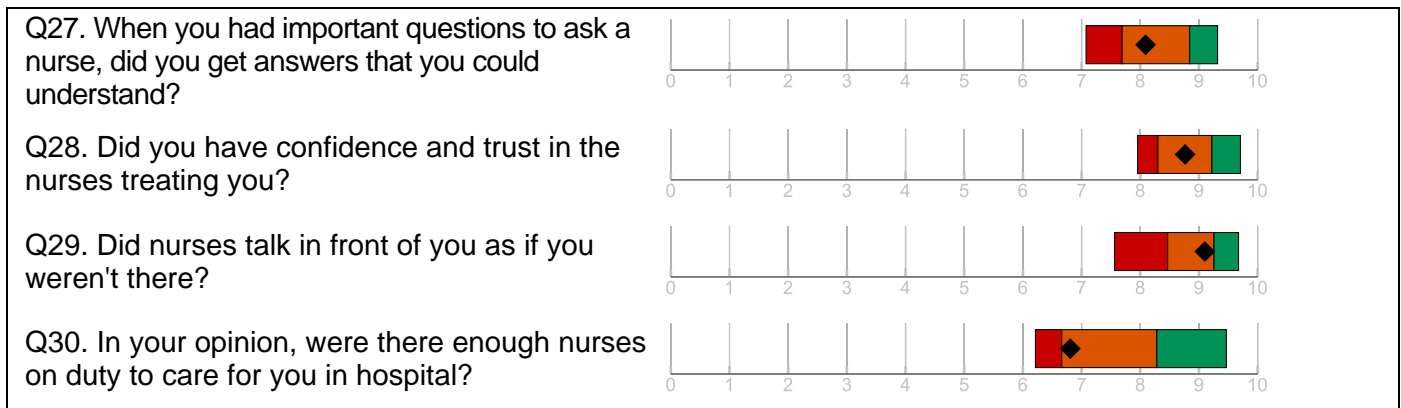 Q27. When you had important questions to ask a
nurse, did you get answers that you could
understand?
0 1 2 3 4 5 6 7 8 9 10
Q28. Did you have confidence and trust in the
nurses treating you?
0 1 2 3 4 5 6 7 8 9 10
Q29. Did nurses talk in front of you as if you
weren't there?
0 1 2 3 4 5 6 7 8 9 10
Q30. In your opinion, were there enough nurses
on duty to care for you in hospital?
0 1 2 3 4 5 6 7 8 9 10